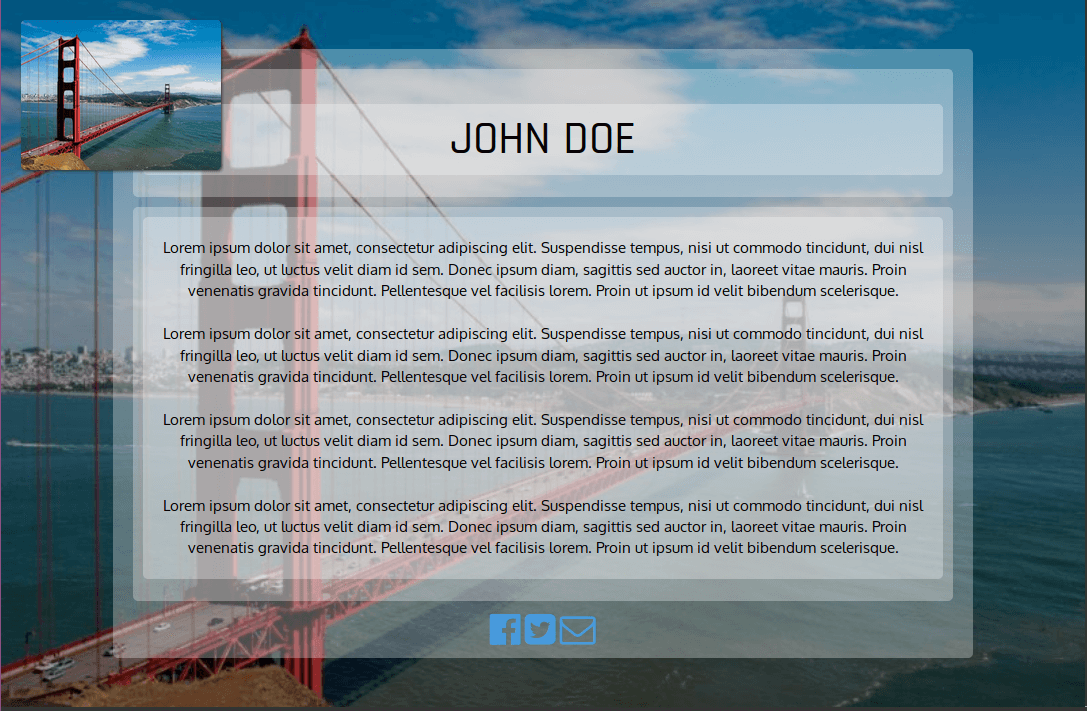 JOHN DOE
Lorem ipsum dolor sit amet, consectetur adipiscing elit. Suspendisse tempus, nisi ut commodo tincidunt, dui nisl
fringilla leo, ut luctus velit diam id sem. Donec ipsum diam, sagittis sed auctor in, laoreet vitae mauris. Proin
venenatis gravida tincidunt. Pellentesque vel facilisis lorem. Proin ut ipsum id velit bibendum scelerisque.
Lorem ipsum dolor sit amet, consectetur adipiscing elit. Suspendisse tempus, nisi ut commodo tincidunt, dui nisl
fringilla leo, ut luctus velit diam id sem. Donec ipsum diam, sagittis sed auctor in, laoreet vitae mauris. Proin
venenatis gravida tincidunt. Pellentesque vel facilisis lorem. Proin ut ipsum id velit bibendum scelerisque.
Lorem ipsum dolor sit amet, consectetur adipiscing elit. Suspendisse tempus, nisi ut commodo tincidunt, dui nisl
fringilla leo, ut luctus velit diam id sem. Donec ipsum diam, sagittis sed auctor in, laoreet vitae mauris. Proin
venenatis gravida tincidunt. Pellentesque vel facilisis lorem. Proin ut ipsum id velit bibendum scelerisque.
Lorem ipsum dolor sit amet, consectetur adipiscing elit. Suspendisse tempus, nisi ut commodo tincidunt, dui nisl
fringilla leo, ut luctus velit diam id sem. Donec ipsum diam, sagittis sed auctor in, laoreet vitae mauris. Proin
venenatis gravida tincidunt. Pellentesque vel facilisis lorem. Proin ut ipsum id velit bibendum scelerisque.